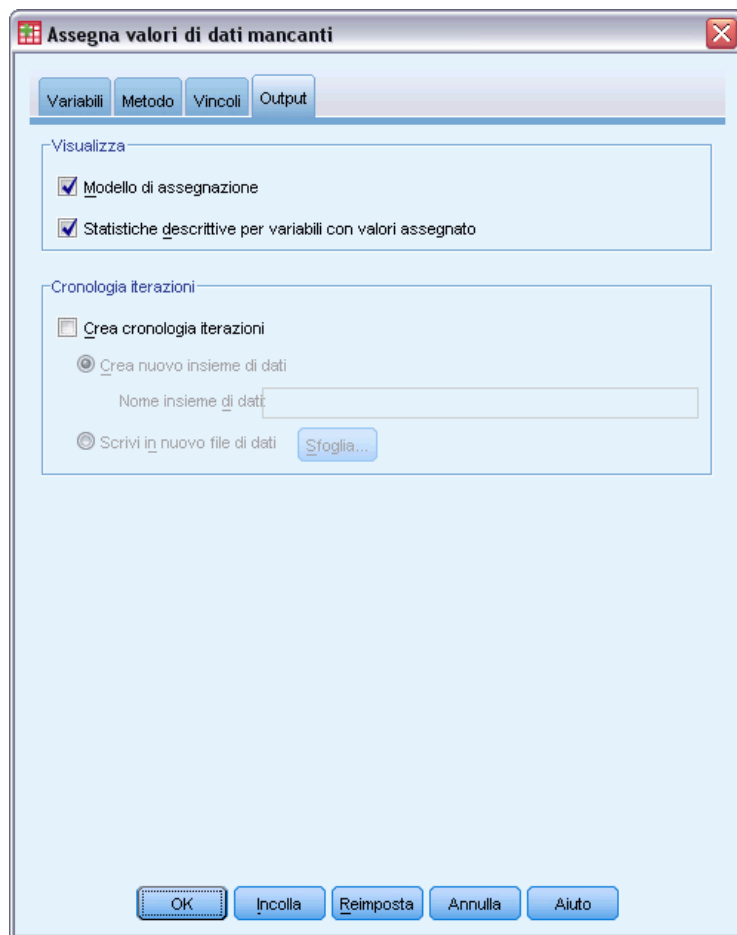 Assegna valori di dati mancanti
Variabili Metodo Vincoli Output
Visualizza
Modello di assegnazione
Statistiche descrittive per variabili con valori assegnato
Cronologia iterazioni
Crea cronologia iterazioni
Crea nuovo insieme di dati
Nome insieme di dati:
Scrivi in nuovo file di dati Sfoglia...
OK Incolla Reimposta Annulla Aiuto